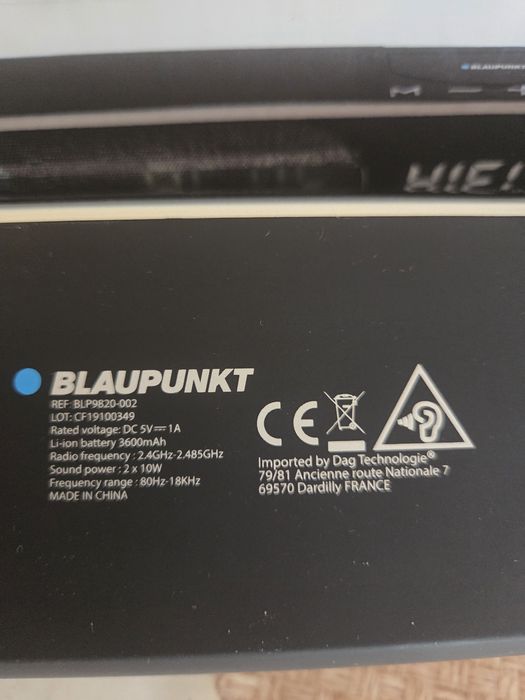 BLAUPUNKT
M − +
HIFI
BLAUPUNKT
REF: BLP9820-002
LOT: CF19100349
Rated voltage: DC 5V⎓1A
Li-ion battery 3600mAh
Radio frequency : 2.4GHz-2.485GHz
Sound power : 2 x 10W
Frequency range : 80Hz-18KHz
MADE IN CHINA
CE
Imported by Dag Technologie®
79/81 Ancienne route Nationale 7
69570 Dardilly FRANCE